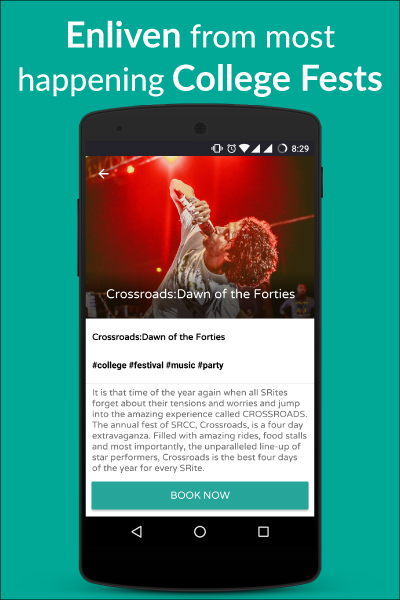 Enliven from most
happening College Fests
8:29
Crossroads:Dawn of the Forties
Crossroads:Dawn of the Forties
#college #festival #music #party
It is that time of the year again when all SRites
forget about their tensions and worries and jump
into the amazing experience called CROSSROADS.
The annual fest of SRCC, Crossroads, is a four day
extravaganza. Filled with amazing rides, food stalls
and most importantly, the unparalleled line-up of
star performers, Crossroads is the best four days
of the year for every SRite.
BOOK NOW